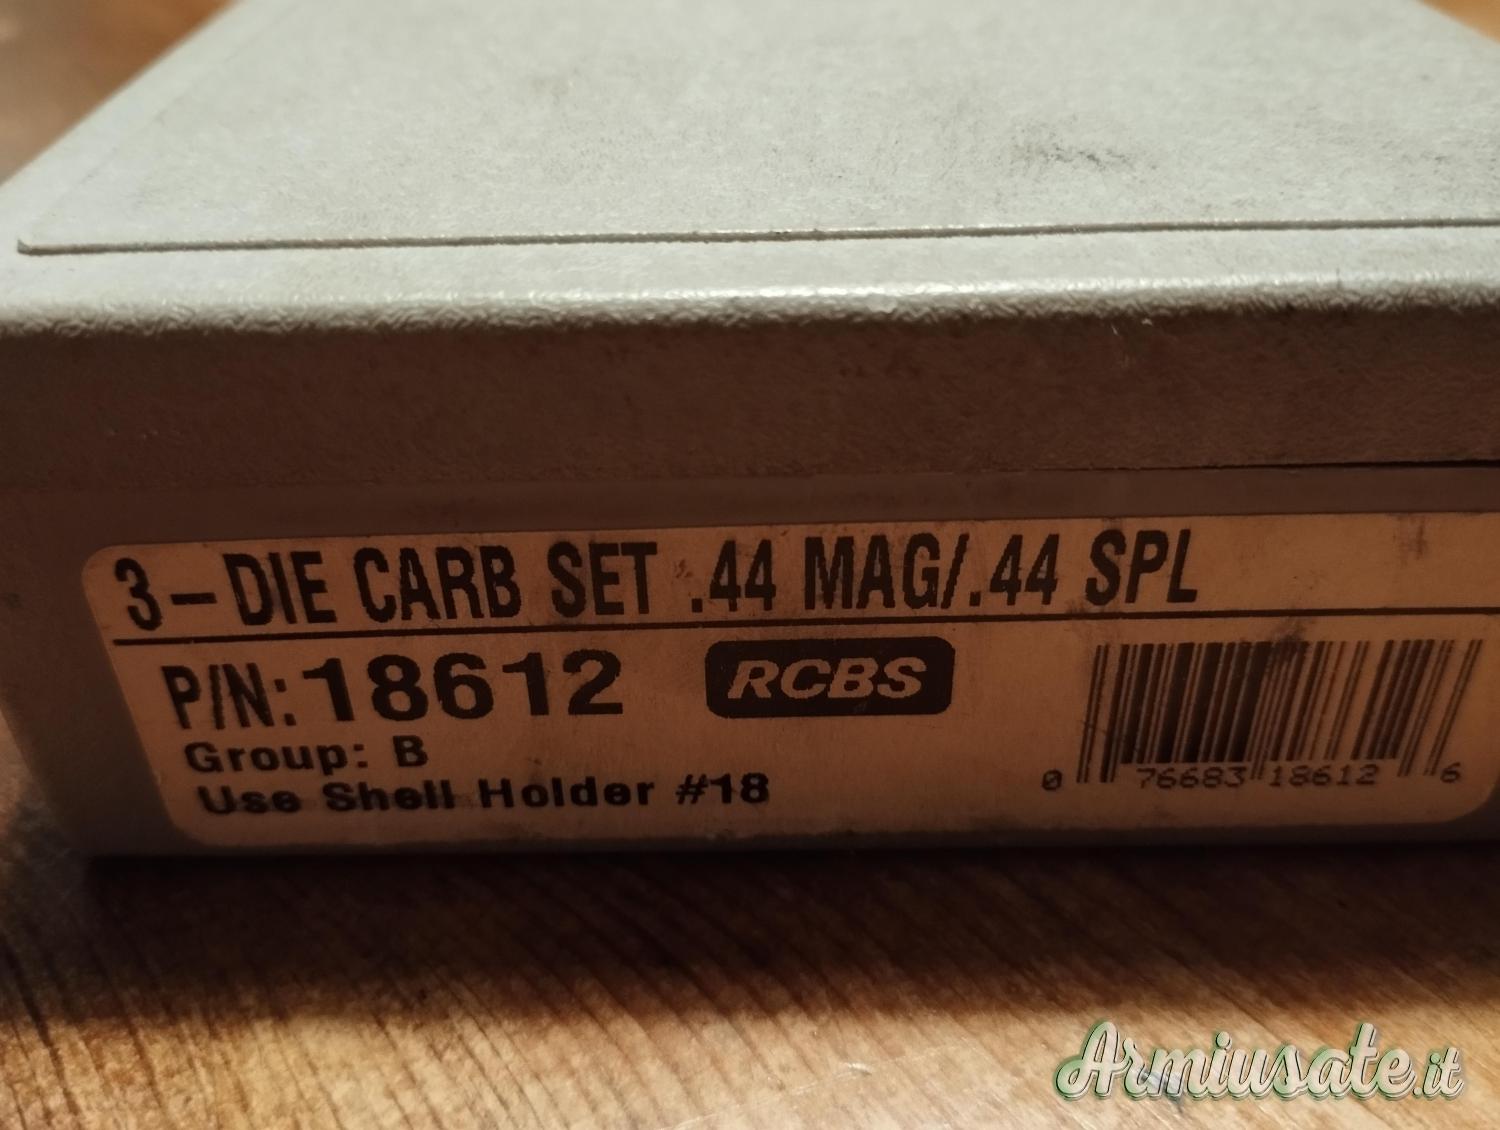 3-DIE CARB SET .44 MAG/.44 SPL
P/N: 18612 RCBS
Group: B
Use Shell Holder #18
0 76683 18612 6
Armiusate.it